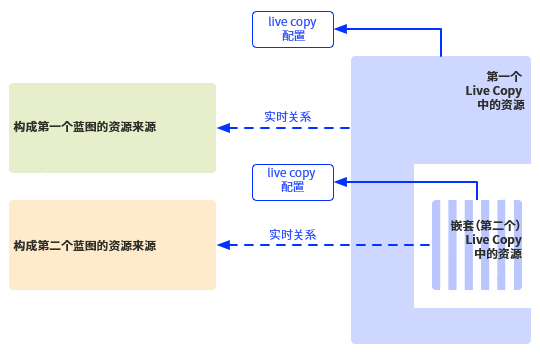 live copy
配置
第一个
Live Copy
中的资源
构成第一个蓝图的资源来源
实时关系
live copy
配置
嵌套(第二个)
Live Copy
中的资源
实时关系
构成第二个蓝图的资源来源